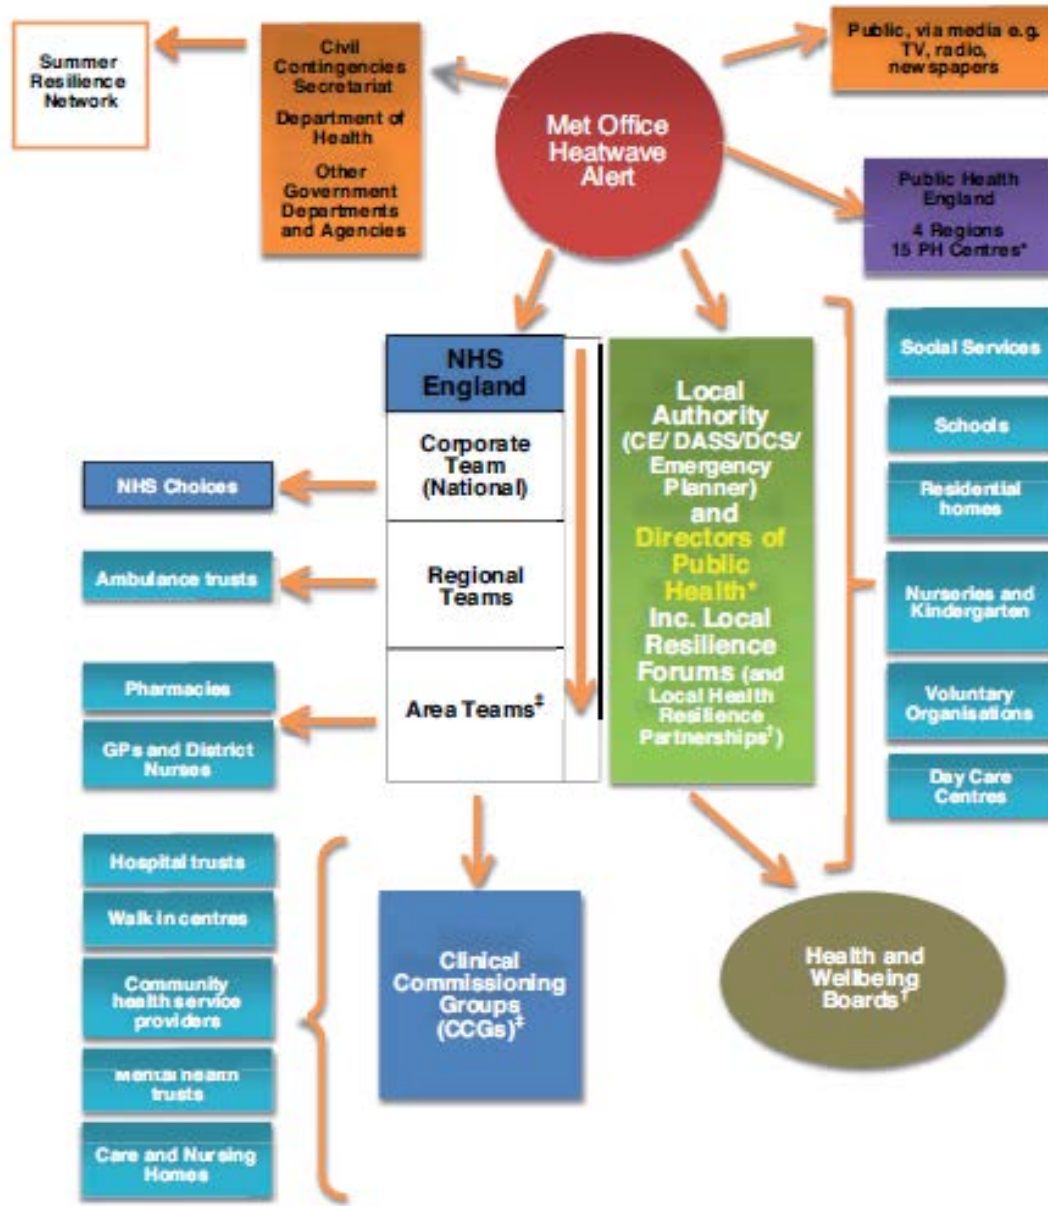 Summer
Resilience
Network
Civil
Contingencies
Secretariat
Department of
Health
Other
Government
Departments
and Agencies
Met Office
Heatwave
Alert
Public, via media e.g.
TV, radio,
newspapers
Public Health
England
4 Regions
15 PH Centres*
NHS
England
Corporate
Team
(National)
Regional
Teams
Area Teams‡
NHS Choices
Ambulance trusts
Pharmacies
GPs and District
Nurses
Local
Authority
(CE/ DASS/DCS/
Emergency
Planner)
and
Directors of
Public
Health*
Inc. Local
Resilience
Forums (and
Local Health
Resilience
Partnerships†)
Social Services
Schools
Residential
homes
Nurseries and
Kindergarten
Voluntary
Organisations
Day Care
Centres
Hospital trusts
Walk in centres
Community
health service
providers
Mental health
trusts
Care and Nursing
Homes
Clinical
Commissioning
Groups
(CCGs)‡
Health and
Wellbeing
Boards†